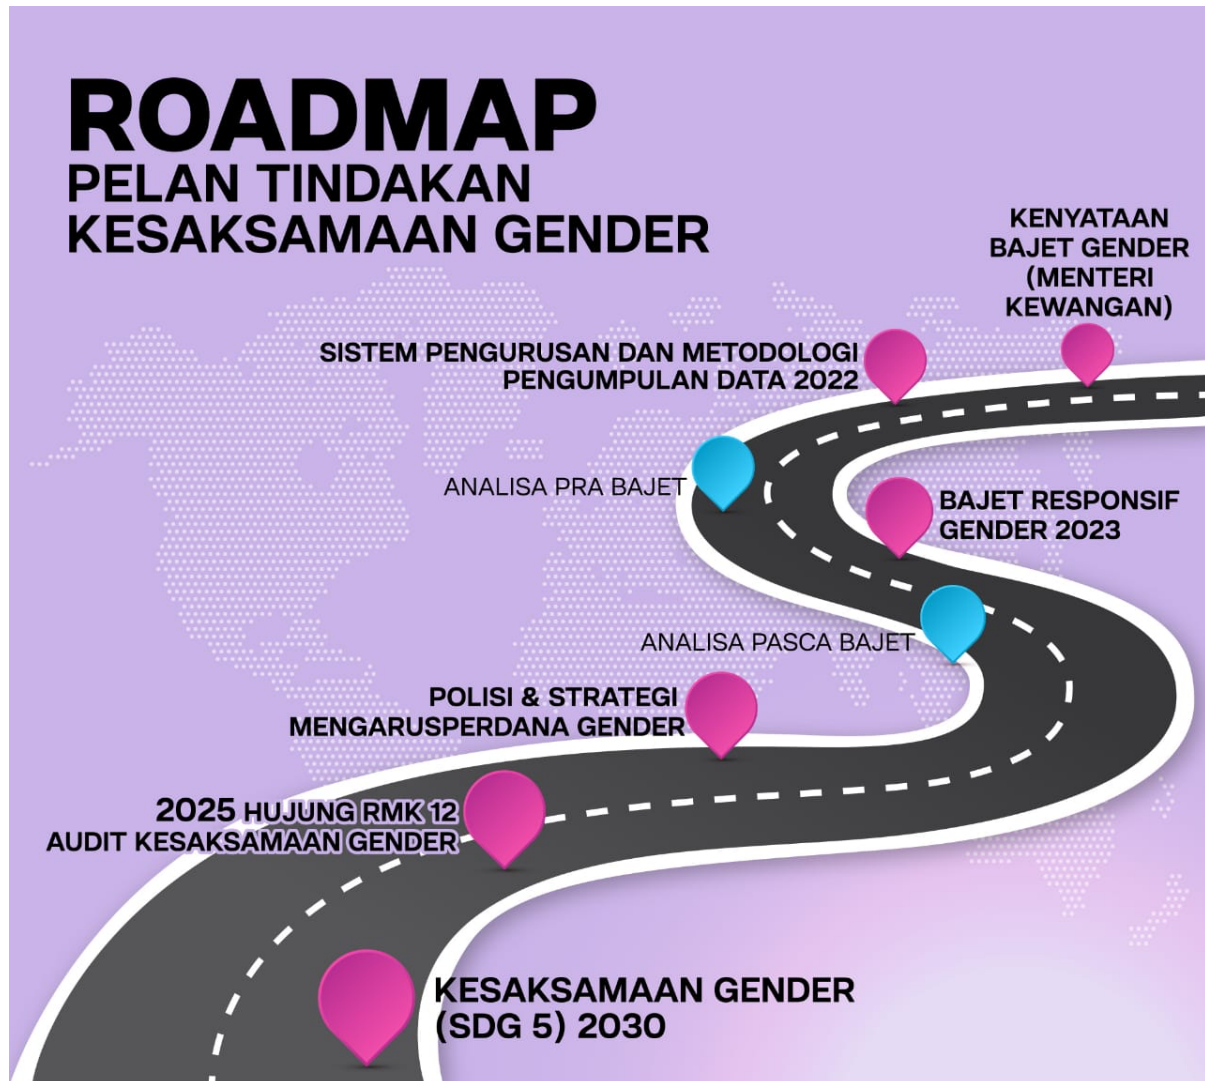 ROADMAP
PELAN TINDAKAN
KESAKSAMAAN GENDER
KENYATAAN
BAJET GENDER
(MENTERI
KEWANGAN)
SISTEM PENGURUSAN DAN METODOLOGI
PENGUMPULAN DATA 2022
ANALISA PRA BAJET
BAJET RESPONSIF
GENDER 2023
ANALISA PASCA BAJET
POLISI & STRATEGI
MENGARUSPERDANA GENDER
2025 HUJUNG RMK 12
AUDIT KESAKSAMAAN GENDER
KESAKSAMAAN GENDER
(SDG 5) 2030